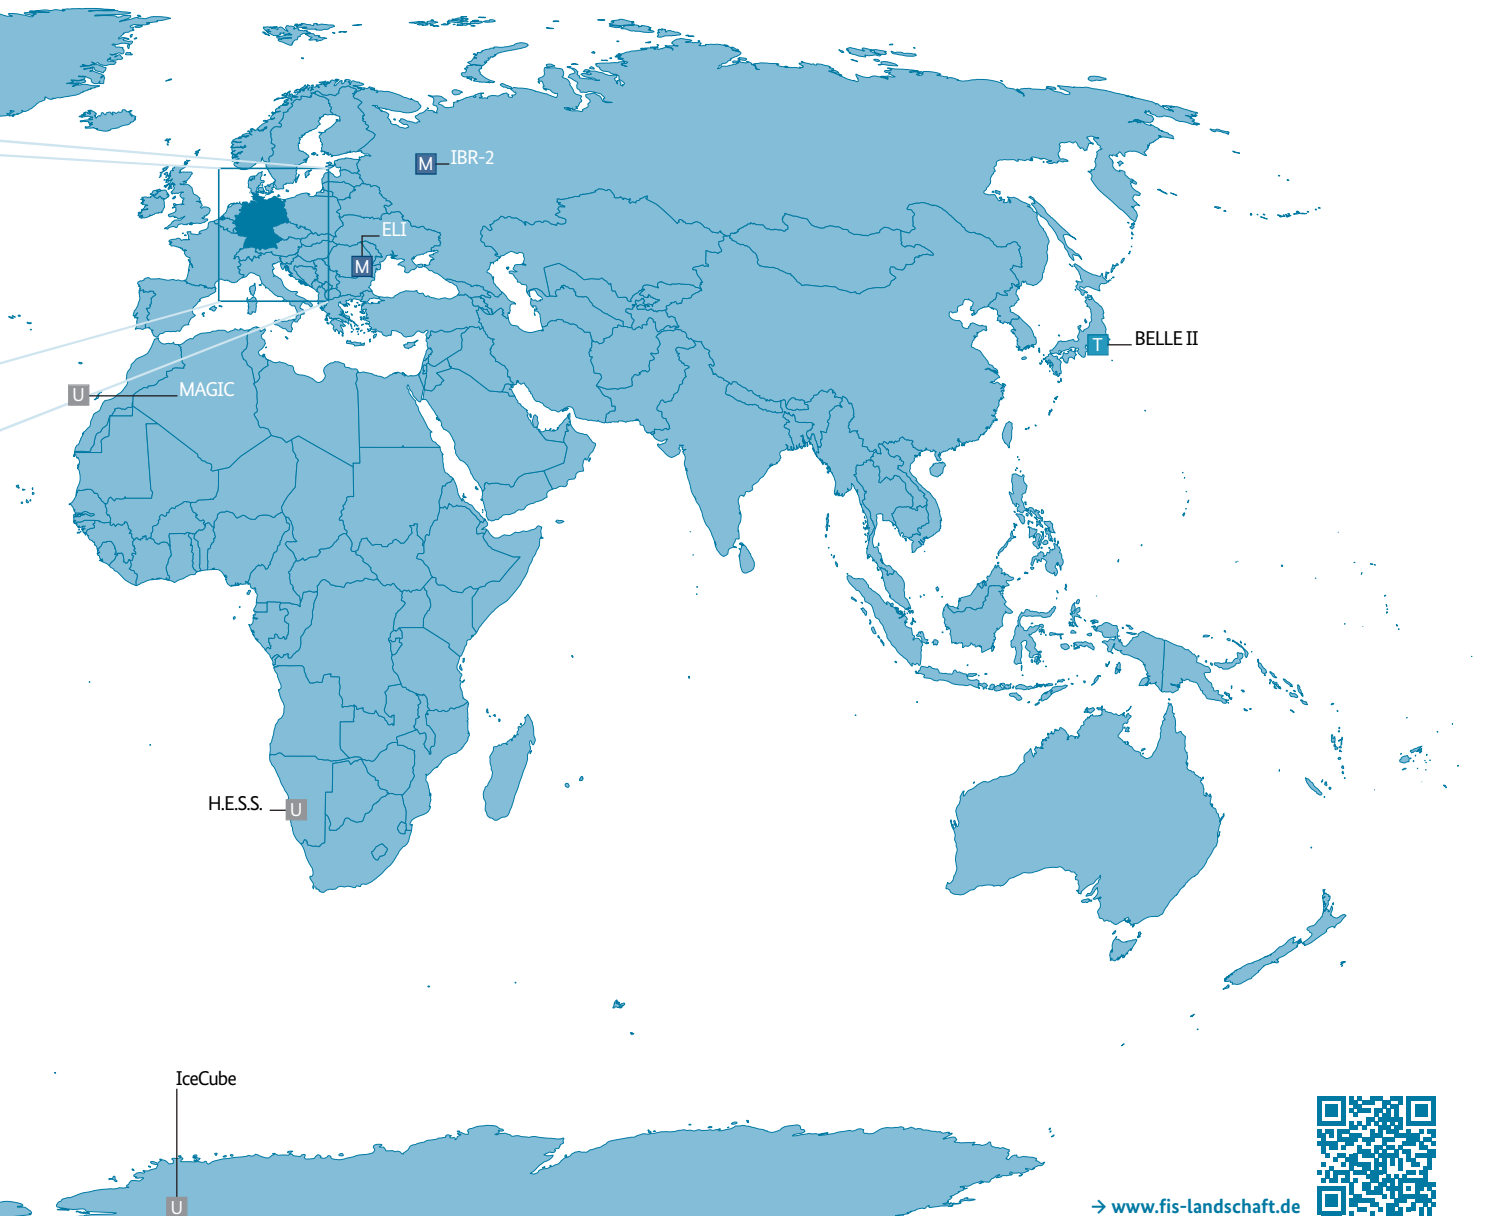 M IBR-2
ELI
M
T BELLE II
U MAGIC
H.E.S.S. U
IceCube
U
→ www.fis-landschaft.de